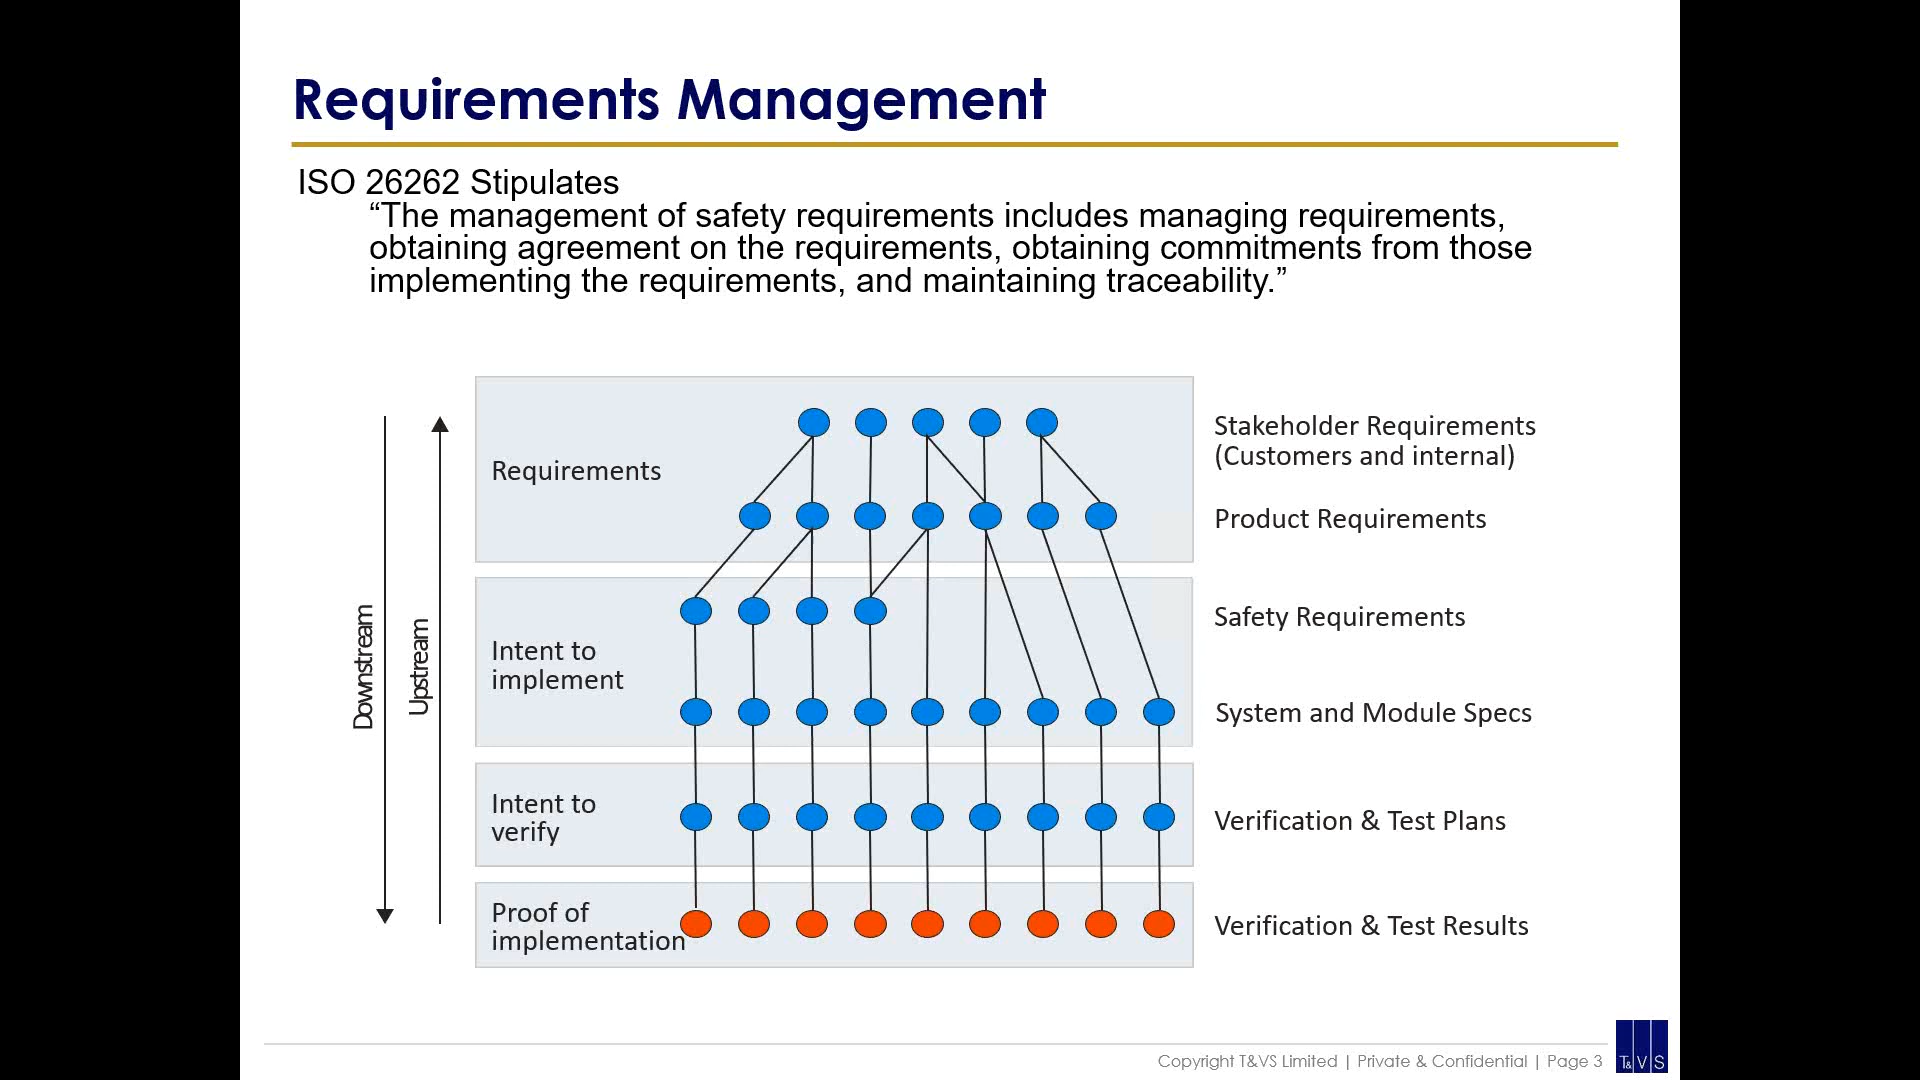 Requirements Management
ISO 26262 Stipulates
“The management of safety requirements includes managing requirements,
obtaining agreement on the requirements, obtaining commitments from those
implementing the requirements, and maintaining traceability.”
Downstream
Upstream
Requirements
Stakeholder Requirements
(Customers and internal)
Product Requirements
Intent to
implement
Safety Requirements
System and Module Specs
Intent to
verify
Verification & Test Plans
Proof of
implementation
Verification & Test Results
Copyright T&VS Limited | Private & Confidential | Page 3
T& V S